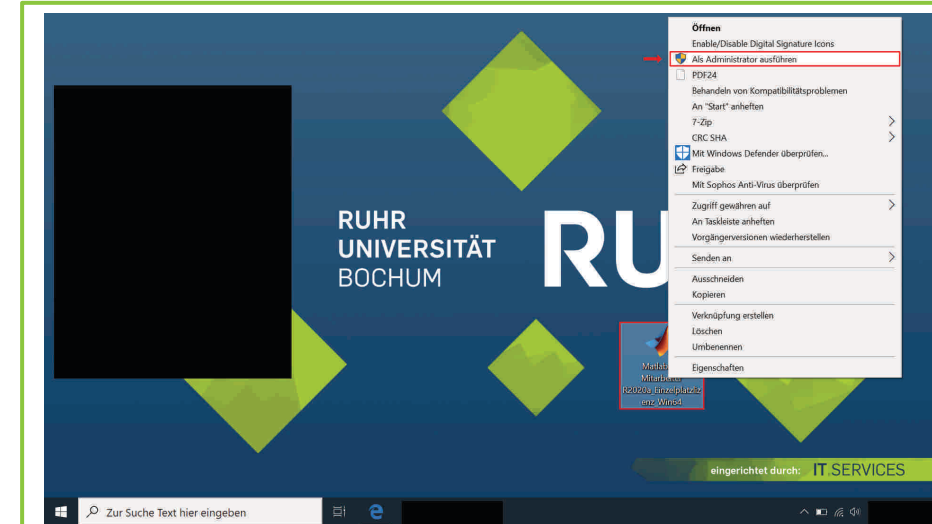 Öffnen
Enable/Disable Digital Signature Icons
Als Administrator ausführen
PDF24
Behandeln von Kompatibilitätsproblemen
An "Start" anheften
7-Zip
CRC SHA
Mit Windows Defender überprüfen...
Freigabe
Mit Sophos Anti-Virus überprüfen
Zugriff gewähren auf
An Taskleiste anheften
Vorgängerversionen wiederherstellen
Senden an
Ausschneiden
Kopieren
Verknüpfung erstellen
Löschen
Umbenennen
Eigenschaften
RUHR
UNIVERSITÄT
BOCHUM
RU
Matlab
Mitarbeiter
R2020a_Einzelplatzliz
enz_Win64
eingerichtet durch: IT.SERVICES
Zur Suche Text hier eingeben